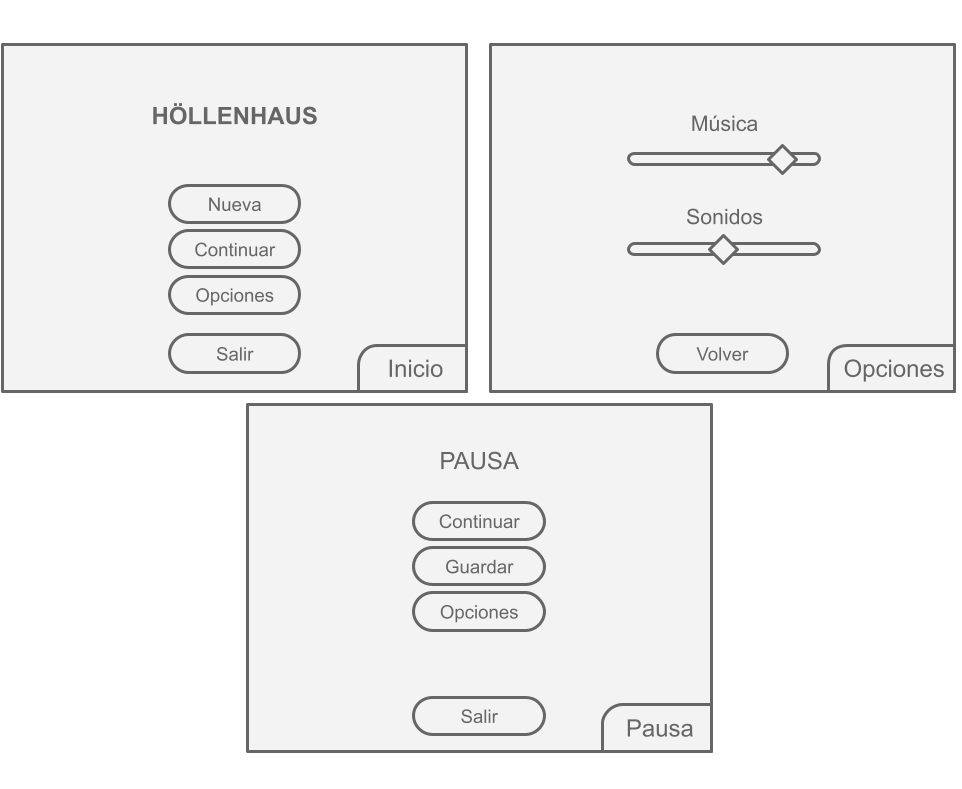 HÖLLENHAUS
Nueva
Continuar
Opciones
Salir
Inicio
Música
Sonidos
Volver
Opciones
PAUSA
Continuar
Guardar
Opciones
Salir
Pausa